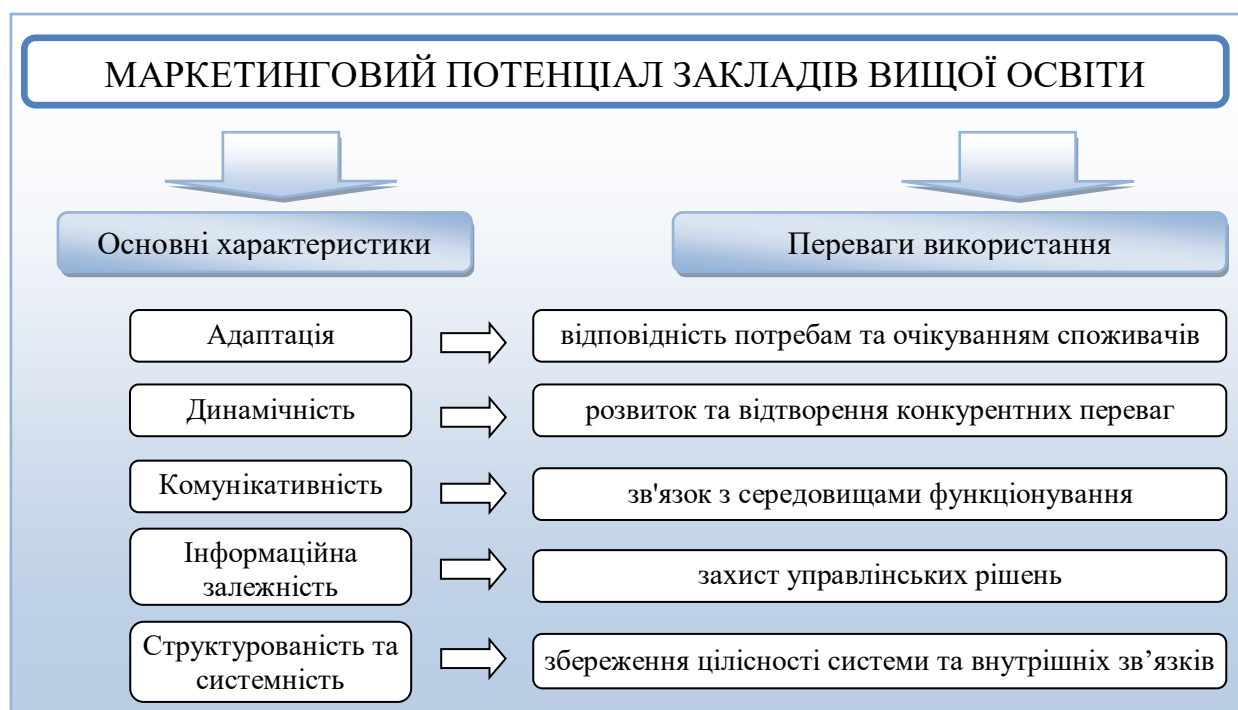 МАРКЕТИНГОВИЙ ПОТЕНЦІАЛ ЗАКЛАДІВ ВИЩОЇ ОСВІТИ
Основні характеристики
Переваги використання
Адаптація
відповідність потребам та очікуванням споживачів
Динамічність
розвиток та відтворення конкурентних переваг
Комунікативність
зв'язок з середовищами функціонування
Інформаційна
залежність
захист управлінських рішень
Структурованість та
системність
збереження цілісності системи та внутрішніх зв’язків